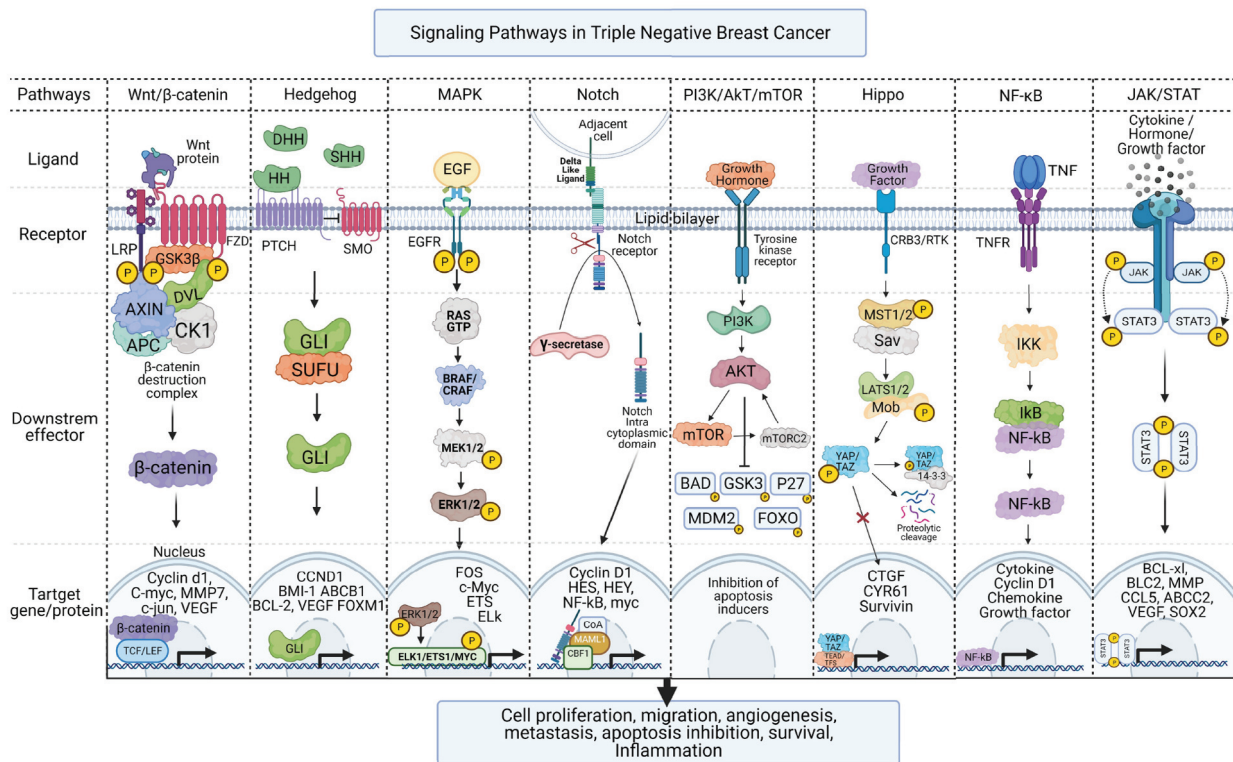 Signaling Pathways in Triple Negative Breast Cancer
Pathways
Wnt/β-catenin
Hedgehog
MAPK
Notch
PI3K/AkT/mTOR
Hippo
NF-κB
JAK/STAT
Ligand
Wnt
protein
DHH
SHH
HH
EGF
Adjacent
cell
Delta
Like
Ligand
Growth
Hormone
Growth
Factor
TNF
Cytokine
/
Hormone/
Growth factor
Receptor
LRP
FZD
GSK3β
P
P
P
PTCH
SMO
EGFR
P
P
Lipid bilayer
Notch
receptor
Tyrosine
kinase
receptor
CRB3/RTK
TNFR
P
JAK
JAK
P
Downstrem
effector
AXIN
DVL
APC
CK1
β-catenin
destruction
complex
β-catenin
GLI
SUFU
GLI
RAS
GTP
BRAF/
CRAF
MEK1/2
P
ERK1/2
P
γ-secretase
Notch
Intra
cytoplasmic
domain
PI3K
AKT
mTOR
mTORC2
BAD
P
GSK3
P
P27
P
MDM2
P
FOXO
P
MST1/2
P
Sav
LATS1/2
Mob
P
YAP/
TAZ
P
YAP/
TAZ
P
14-3-3
Proteolytic
cleavage
IKK
IkB
NF-kB
NF-kB
STAT3
STAT3
P
P
P
STAT3
STAT3
P
Tartget
gene/protein
Nucleus
Cyclin d1,
C-myc, MMP7,
c-jun, VEGF
β-catenin
TCF/LEF
CCND1
BMI-1 ABCB1
BCL-2, VEGF FOXM1
GLI
FOS
c-Myc
ETS
ELk
ERK1/2
P
P
ELK1/ETS1/MYC
Cyclin D1
HES, HEY,
NF-kB, myc
CoA
MAML1
CBF1
Inhibition of
apoptosis
inducers
CTGF
CYR61
Survivin
YAP/
TAZ
TEAD/
TFS
Cytokine
Cyclin D1
Chemokine
Growth factor
NF-kB
BCL-xl,
BLC2, MMP
CCL5, ABCC2,
VEGF, SOX2
STAT3
P
P
STAT3
Cell proliferation, migration, angiogenesis,
metastasis, apoptosis inhibition, survival,
Inflammation